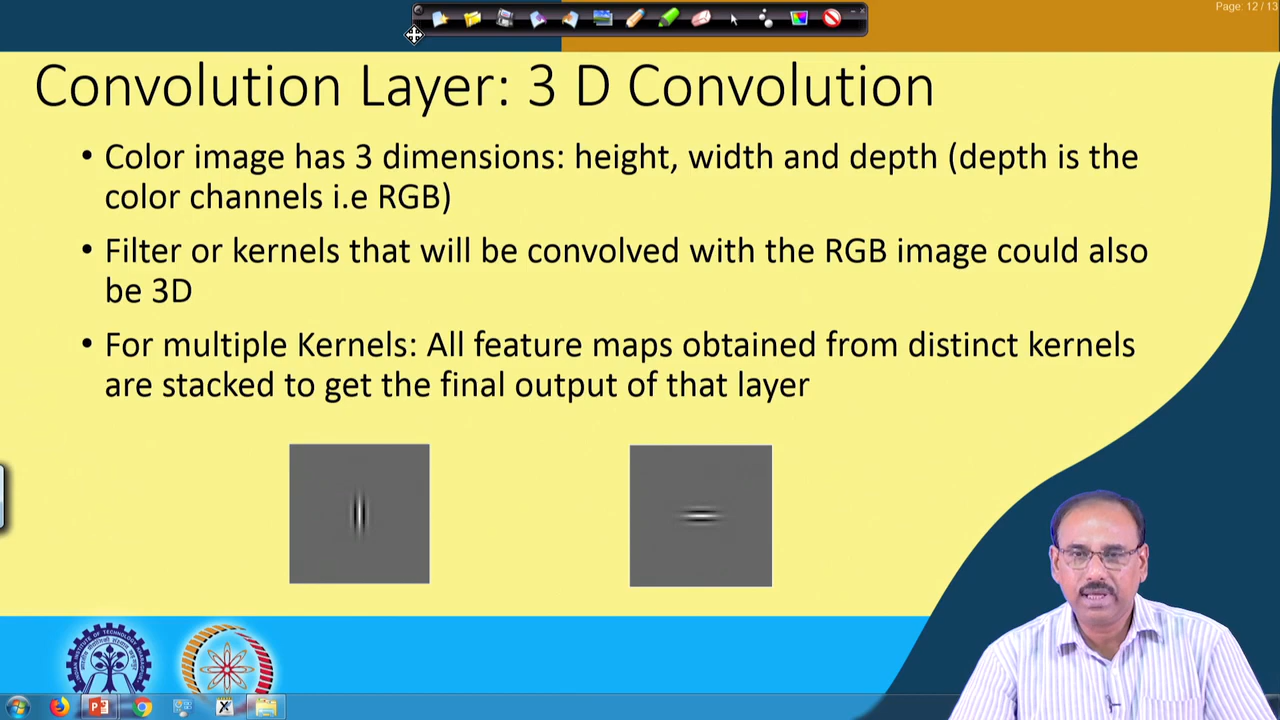 Page: 12 / 13
Convolution Layer: 3 D Convolution
• Color image has 3 dimensions: height, width and depth (depth is the
color channels i.e RGB)
• Filter or kernels that will be convolved with the RGB image could also
be 3D
• For multiple Kernels: All feature maps obtained from distinct kernels
are stacked to get the final output of that layer